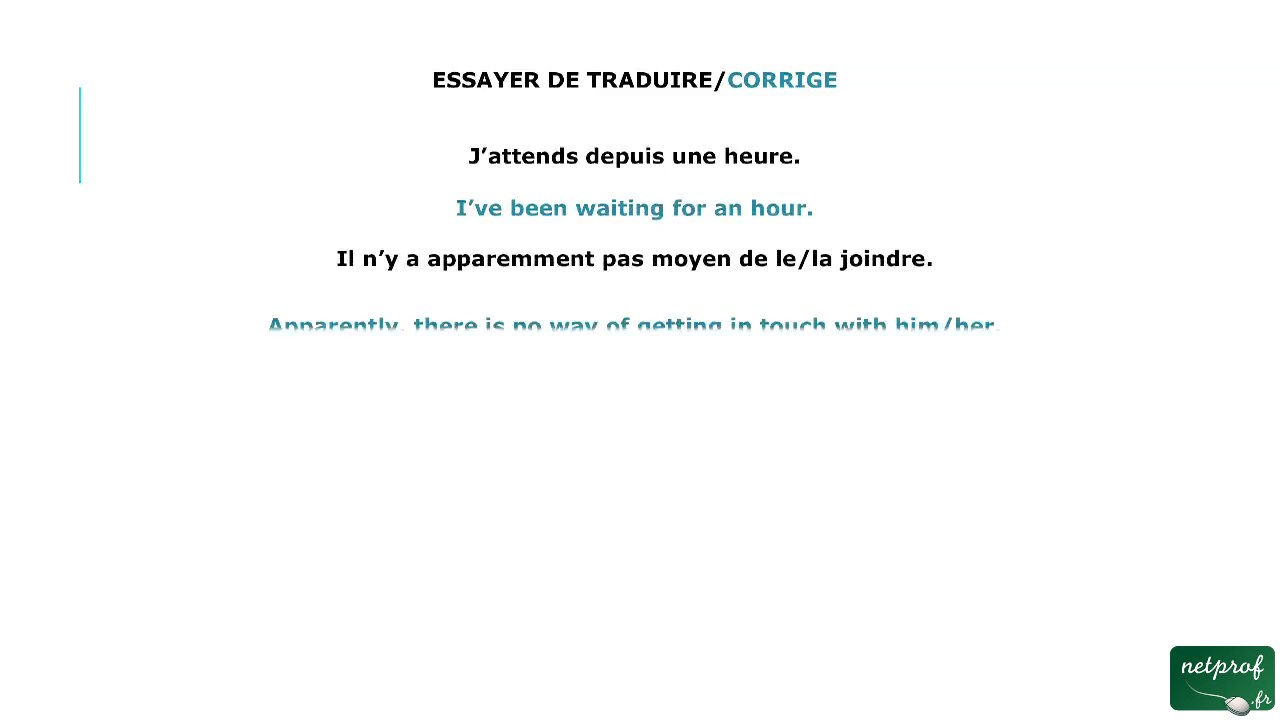 ESSAYER DE TRADUIRE/CORRIGE
J’attends depuis une heure.
I’ve been waiting for an hour.
Il n’y a apparemment pas moyen de le/la joindre.
Apparently, there is no way of getting in touch with him/her.
netprof
.fr